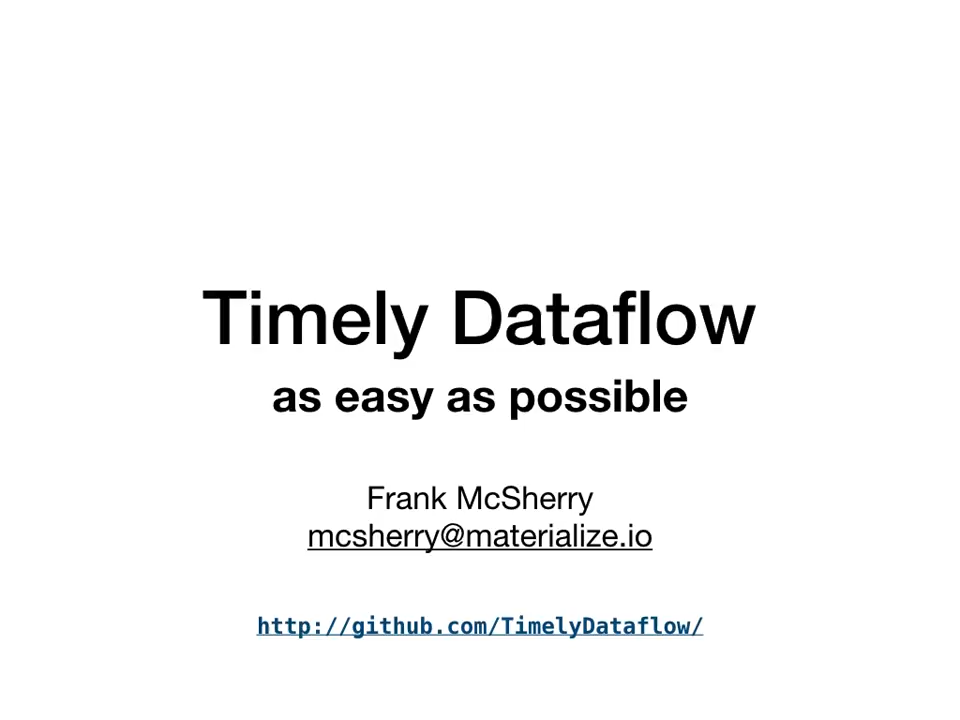 Timely Dataflow
as easy as possible
Frank McSherry
mcsherry@materialize.io
http://github.com/TimelyDataflow/